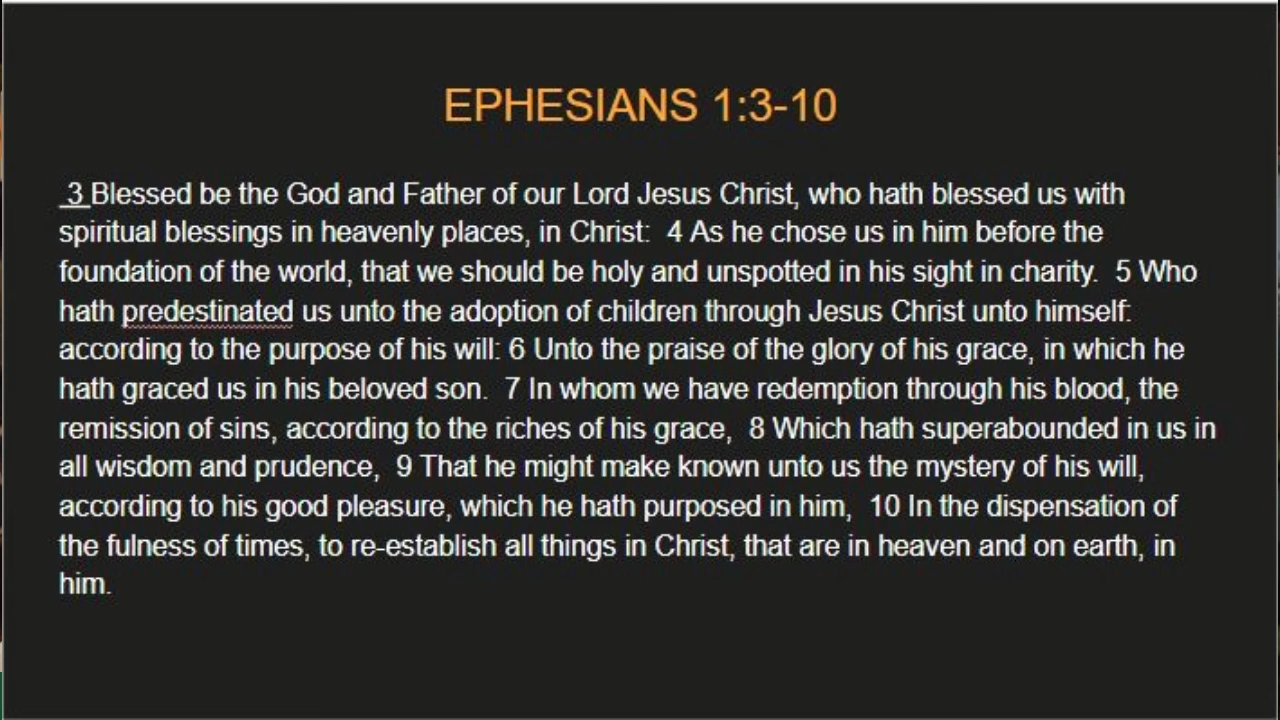 EPHESIANS 1:3-10
3 Blessed be the God and Father of our Lord Jesus Christ, who hath blessed us with
spiritual blessings in heavenly places, in Christ:  4 As he chose us in him before the
foundation of the world, that we should be holy and unspotted in his sight in charity.  5 Who
hath predestinated us unto the adoption of children through Jesus Christ unto himself:
according to the purpose of his will: 6 Unto the praise of the glory of his grace, in which he
hath graced us in his beloved son.  7 In whom we have redemption through his blood, the
remission of sins, according to the riches of his grace,  8 Which hath superabounded in us in
all wisdom and prudence,  9 That he might make known unto us the mystery of his will,
according to his good pleasure, which he hath purposed in him,  10 In the dispensation of
the fulness of times, to re-establish all things in Christ, that are in heaven and on earth, in
him.